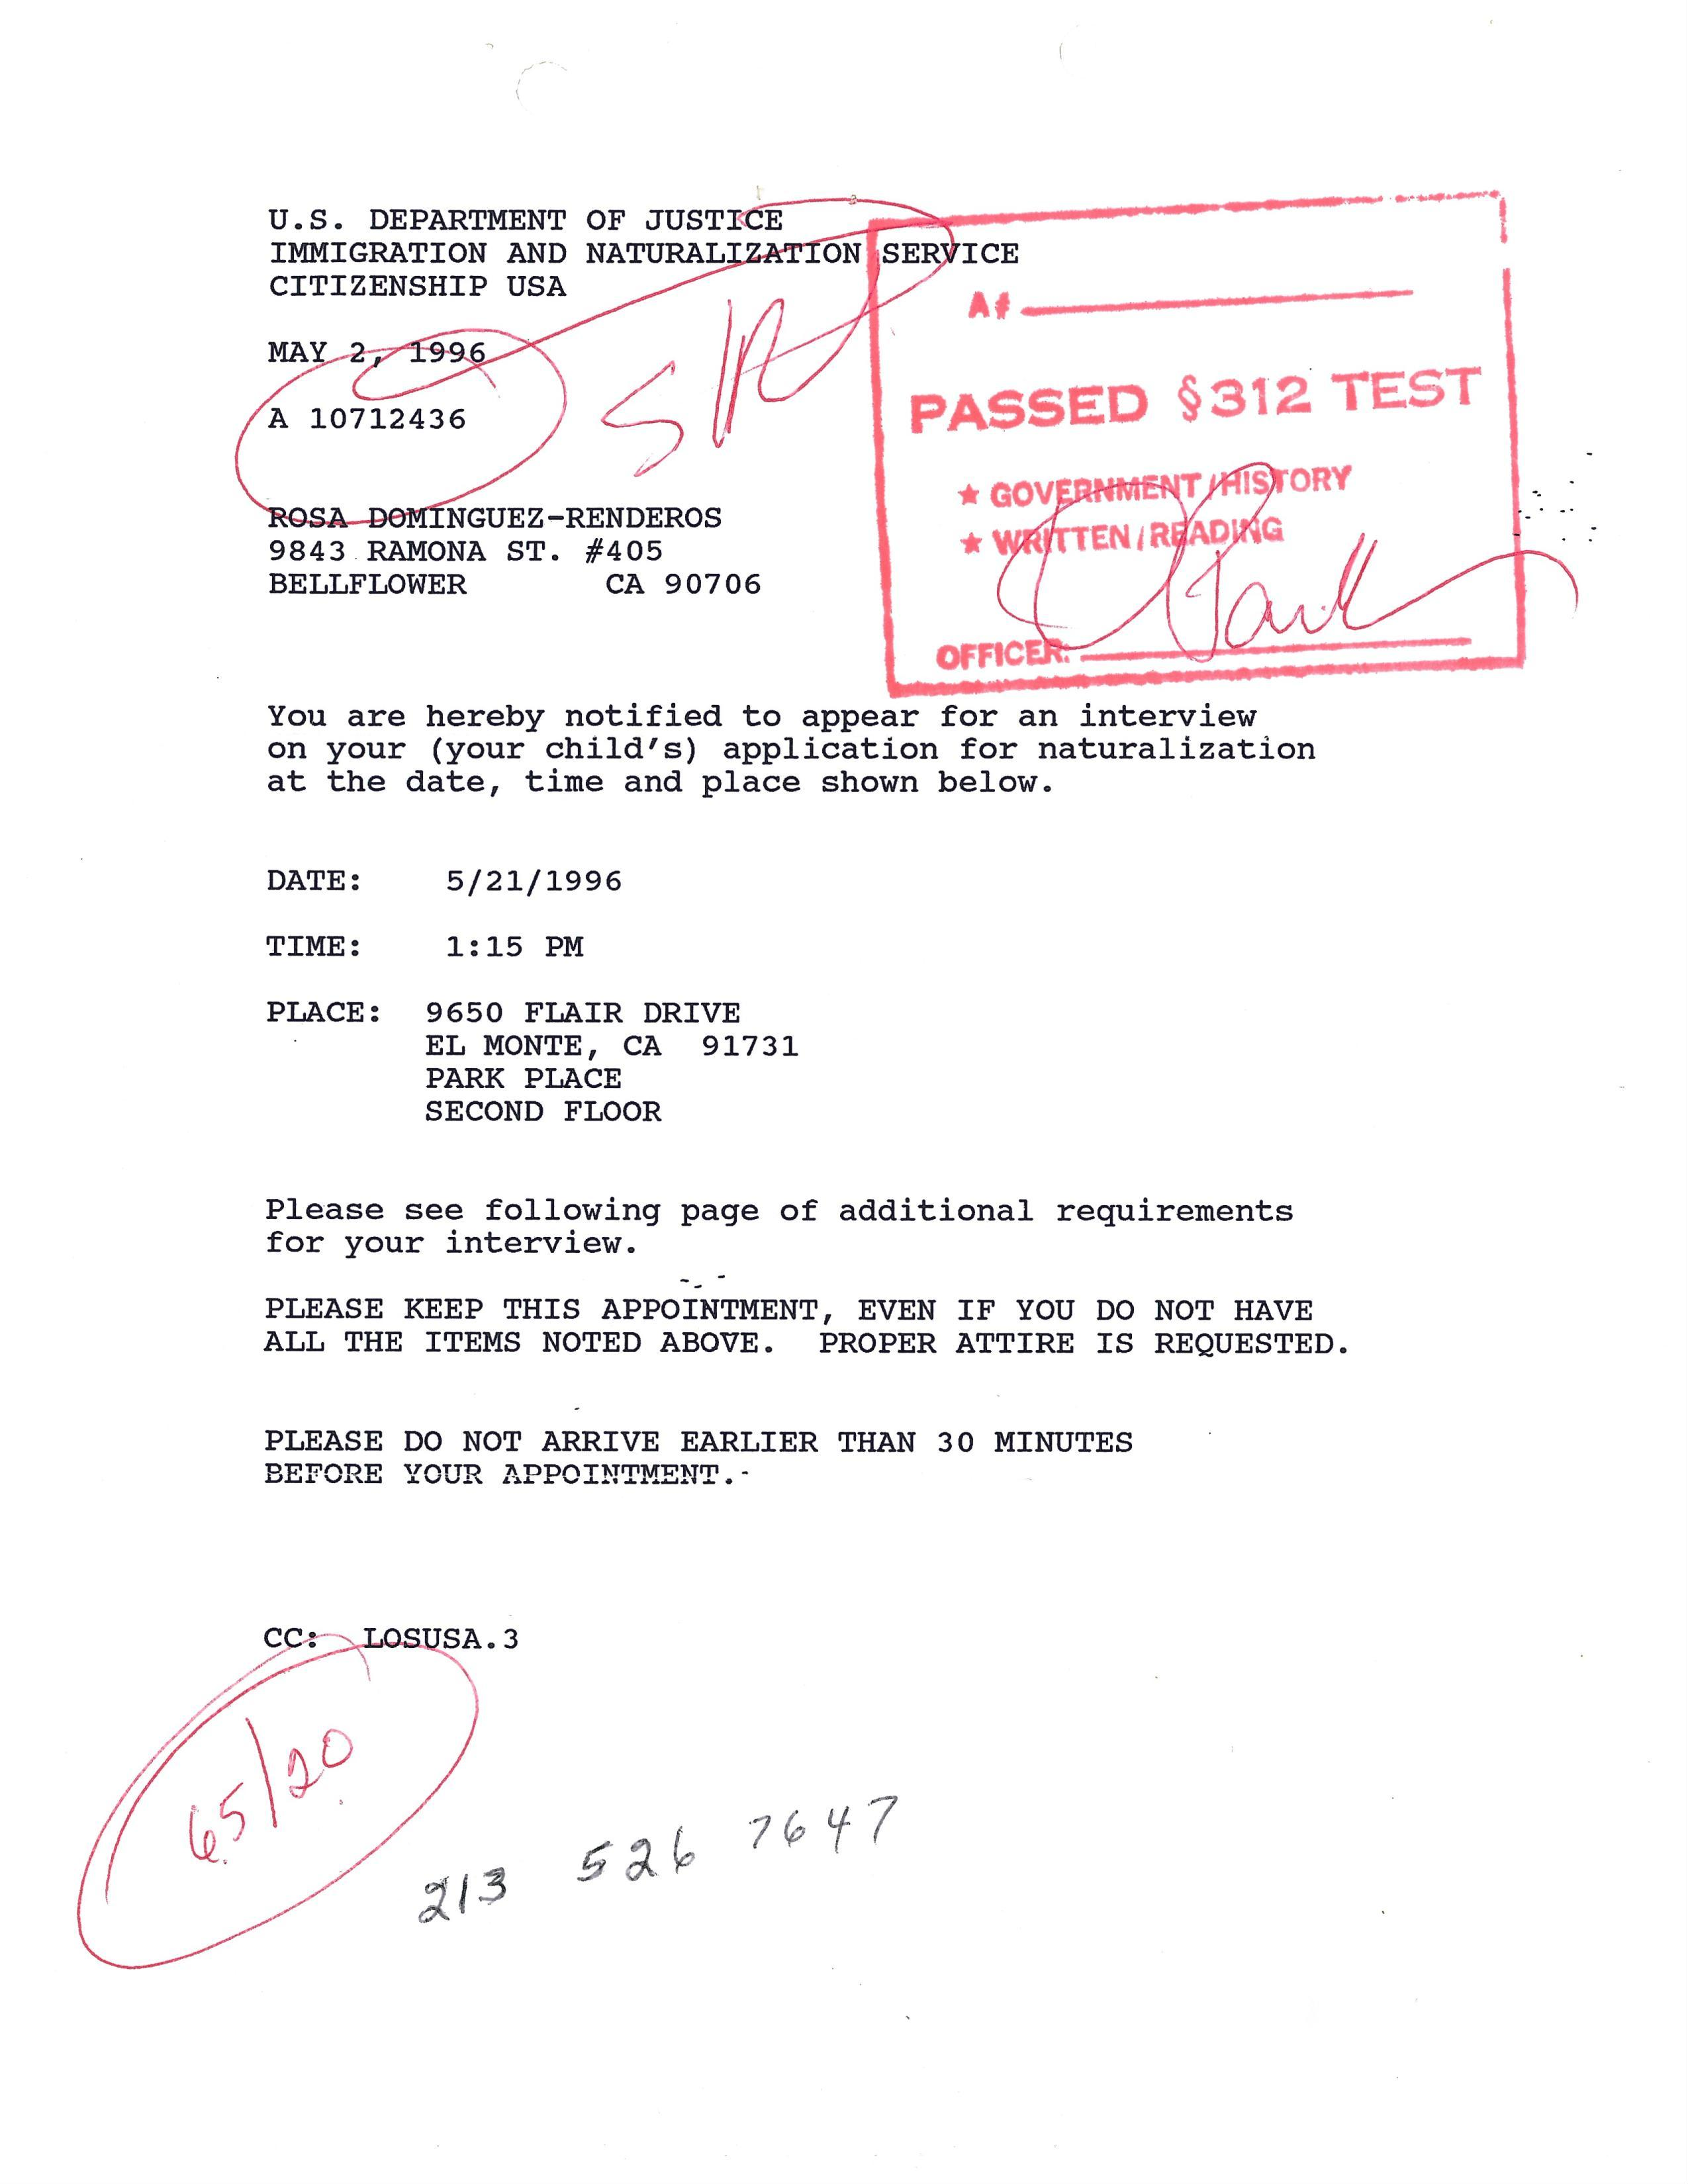 U.S. DEPARTMENT OF JUSTICE
IMMIGRATION AND NATURALIZATION SERVICE
CITIZENSHIP USA
MAY 2, 1996
A 10712436
ROSA DOMINGUEZ-RENDEROS
9843 RAMONA ST. #405
BELLFLOWER CA 90706
A#
PASSED §312 TEST
★ GOVERNMENT/HISTORY
★ WRITTEN/READING
OFFICER:
You are hereby notified to appear for an interview
on your (your child's) application for naturalization
at the date, time and place shown below.
DATE: 5/21/1996
TIME: 1:15 PM
PLACE: 9650 FLAIR DRIVE
EL MONTE, CA 91731
PARK PLACE
SECOND FLOOR
Please see following page of additional requirements
for your interview.
PLEASE KEEP THIS APPOINTMENT, EVEN IF YOU DO NOT HAVE
ALL THE ITEMS NOTED ABOVE. PROPER ATTIRE IS REQUESTED.
PLEASE DO NOT ARRIVE EARLIER THAN 30 MINUTES
BEFORE YOUR APPOINTMENT.
CC: LOSUSA.3
65/20
213 526 7647